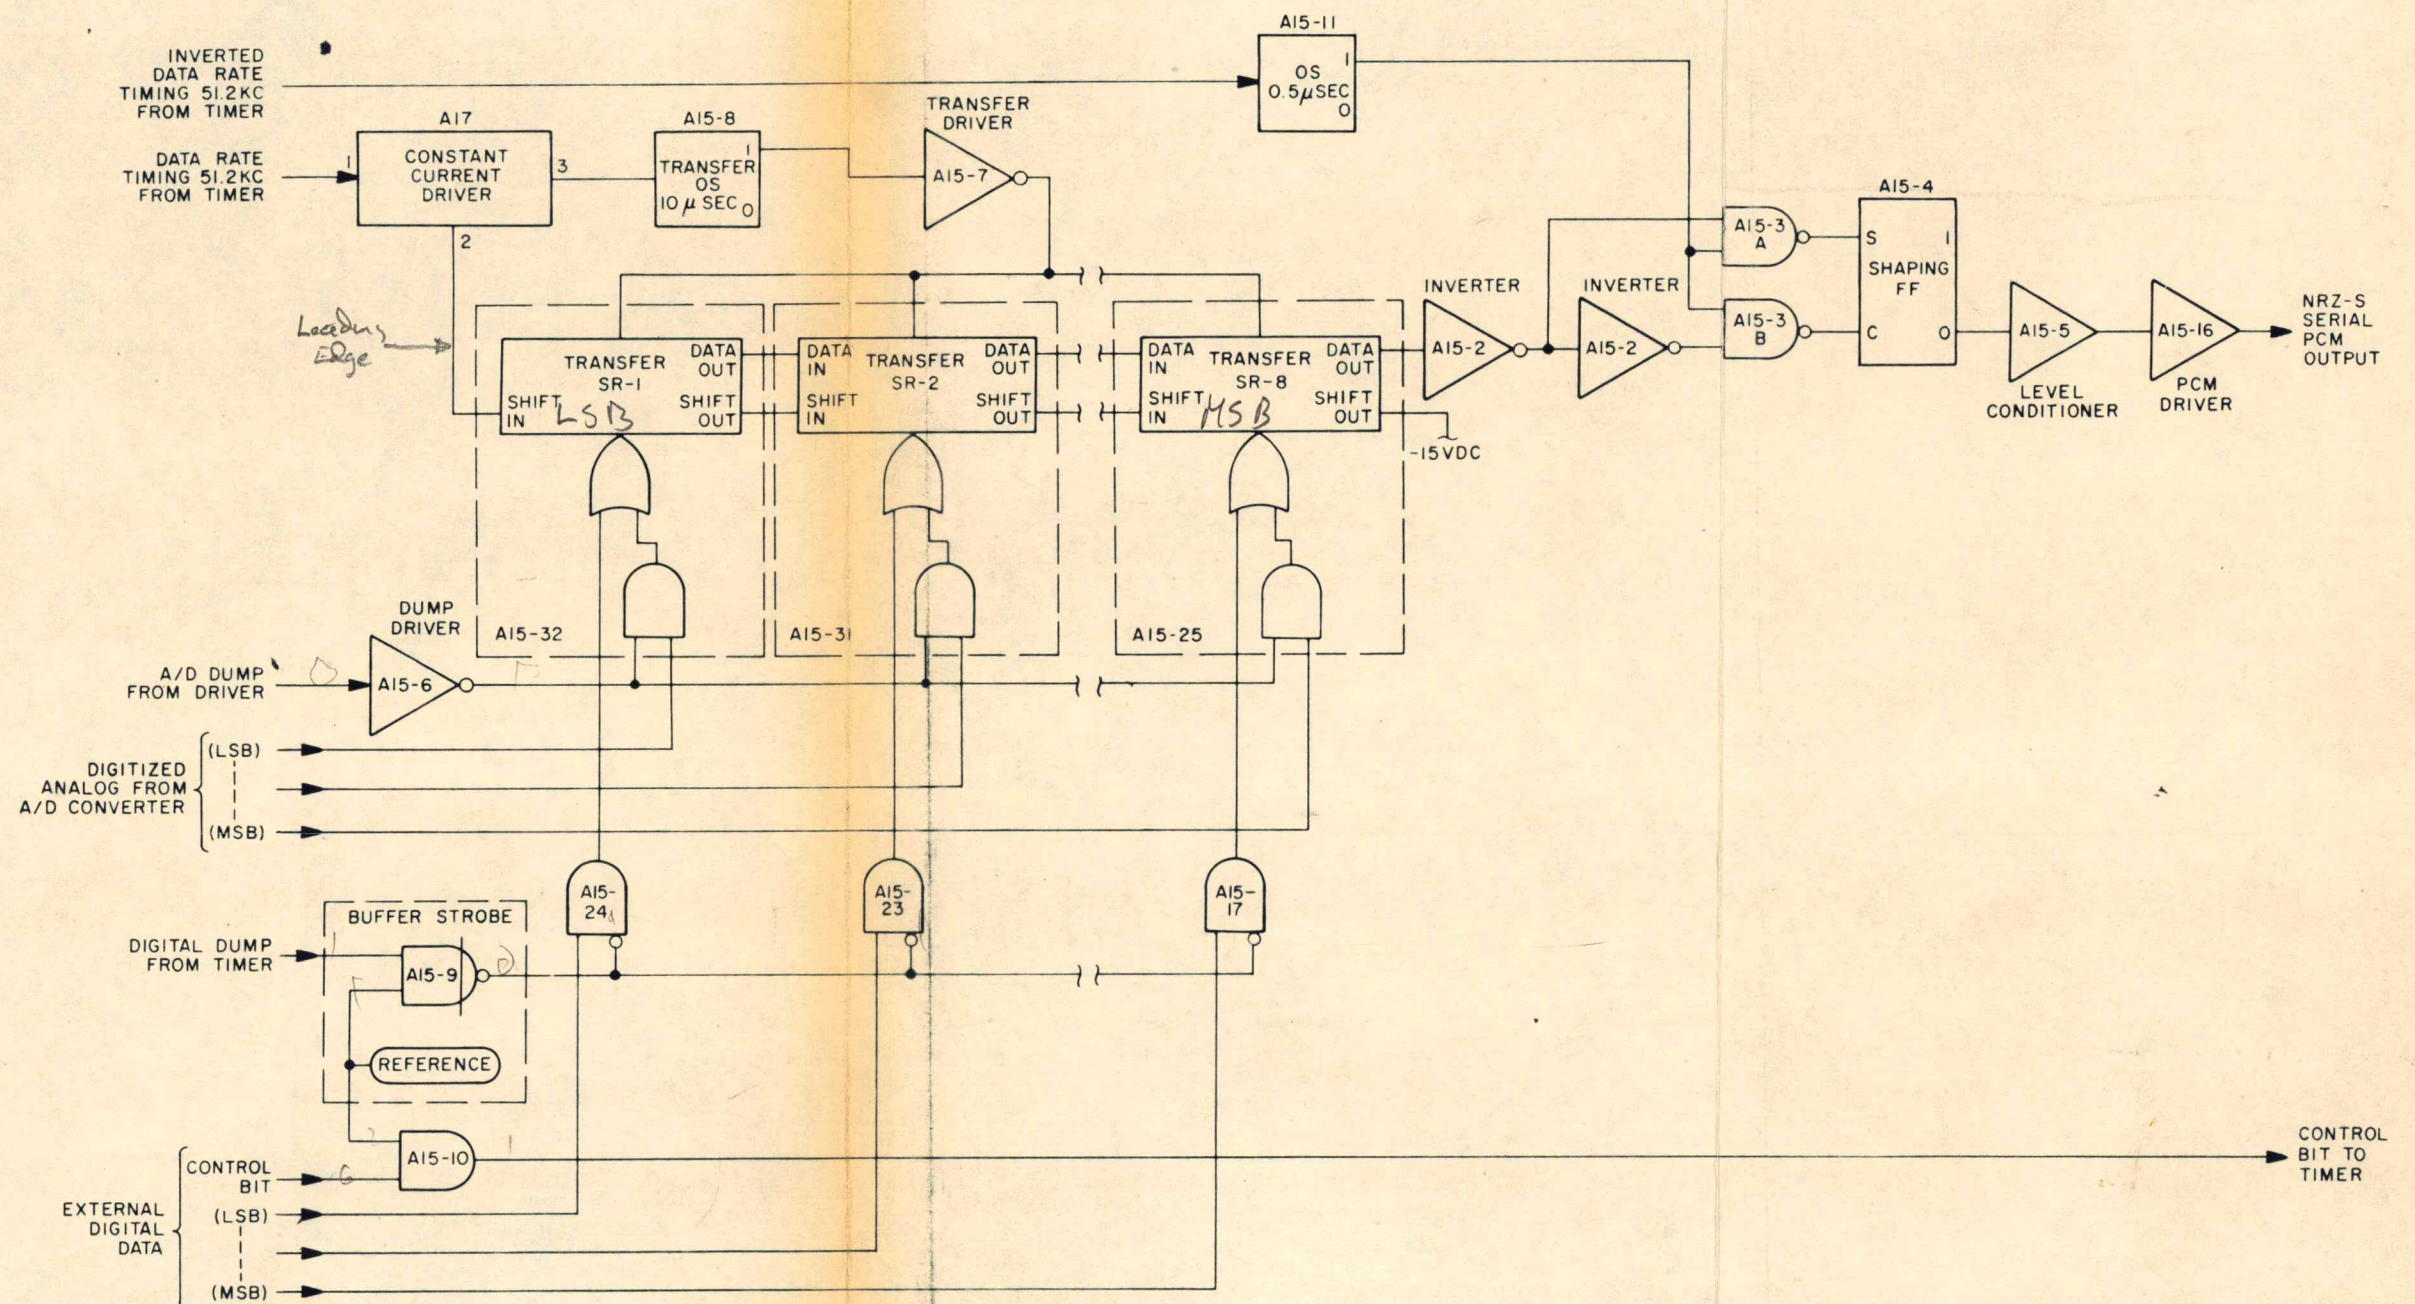 A15-11
INVERTED
DATA RATE
TIMING 51.2KC
FROM TIMER
OS
0.5μSEC
1
0
DATA RATE
TIMING 51.2KC
FROM TIMER
1
A17
CONSTANT
CURRENT
DRIVER
3
2
A15-8
TRANSFER
OS
10 μ SEC
1
0
TRANSFER
DRIVER
A15-7
Leading
Edge
TRANSFER
SR-1
DATA
OUT
SHIFT
IN
LSB
SHIFT
OUT
DATA
IN
TRANSFER
SR-2
DATA
OUT
SHIFT
IN
SHIFT
OUT
DATA
IN
TRANSFER
SR-8
DATA
OUT
SHIFT
IN
MSB
SHIFT
OUT
-15VDC
INVERTER
A15-2
INVERTER
A15-2
A15-3
A
A15-3
B
A15-4
S
1
SHAPING
FF
C
0
A15-5
LEVEL
CONDITIONER
A15-16
PCM
DRIVER
NRZ-S
SERIAL
PCM
OUTPUT
A15-32
A15-31
A15-25
DUMP
DRIVER
A/D DUMP
FROM DRIVER
A15-6
DIGITIZED
ANALOG FROM
A/D CONVERTER
(LSB)
(MSB)
A15-
24
A15-
23
A15-
17
BUFFER STROBE
DIGITAL DUMP
FROM TIMER
A15-9
REFERENCE
A15-10
CONTROL
BIT TO
TIMER
EXTERNAL
DIGITAL
DATA
CONTROL
BIT
(LSB)
(MSB)